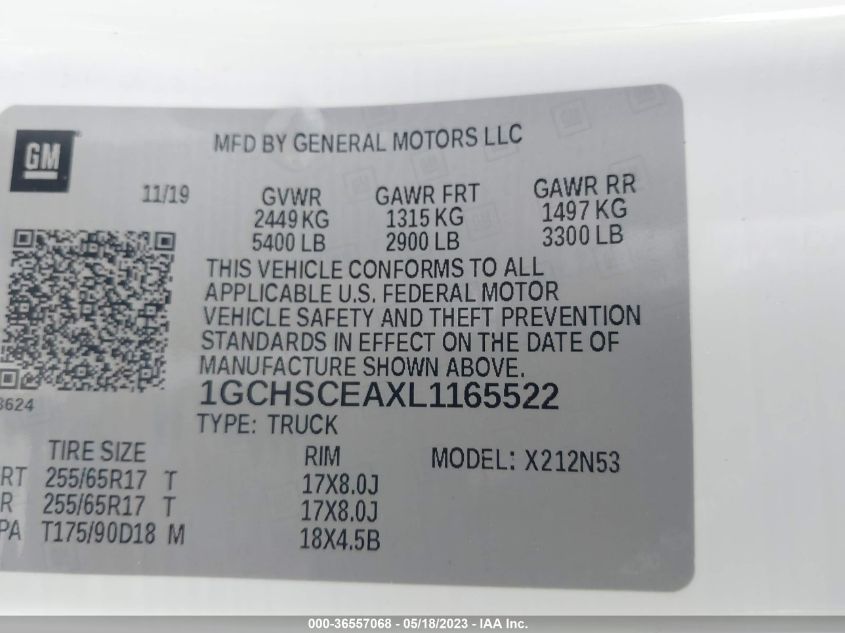 MFD BY GENERAL MOTORS LLC
GM
11/19 GVWR GAWR FRT GAWR RR
2449 KG 1315 KG 1497 KG
5400 LB 2900 LB 3300 LB
THIS VEHICLE CONFORMS TO ALL
APPLICABLE U.S. FEDERAL MOTOR
VEHICLE SAFETY AND THEFT PREVENTION
STANDARDS IN EFFECT ON THE DATE OF
MANUFACTURE SHOWN ABOVE.
1GCHSCEAXL1165522
3624
TYPE: TRUCK
TIRE SIZE RIM MODEL: X212N53
RT 255/65R17 T 17X8.0J
R 255/65R17 T 17X8.0J
PA T175/90D18 M 18X4.5B
000-36557068 - 05/18/2023 - IAA Inc.